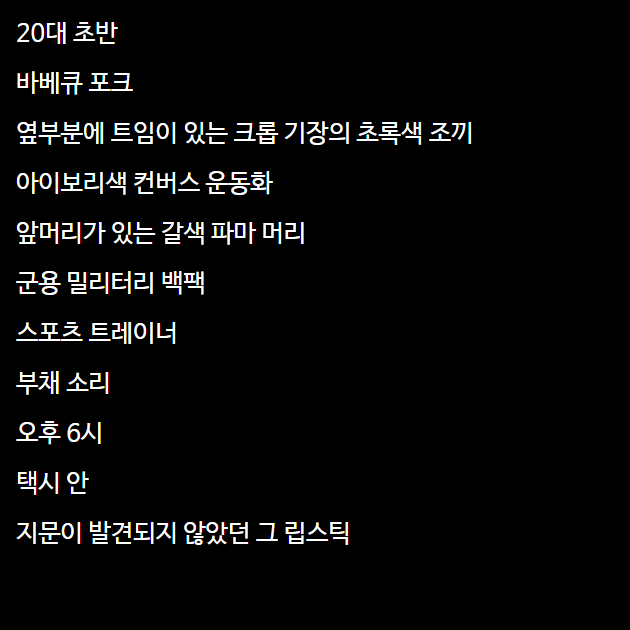 20대 초반
바베큐 포크
옆부분에 트임이 있는 크롭 기장의 초록색 조끼
아이보리색 컨버스 운동화
앞머리가 있는 갈색 파마 머리
군용 밀리터리 백팩
스포츠 트레이너
부채 소리
오후 6시
택시 안
지문이 발견되지 않았던 그 립스틱